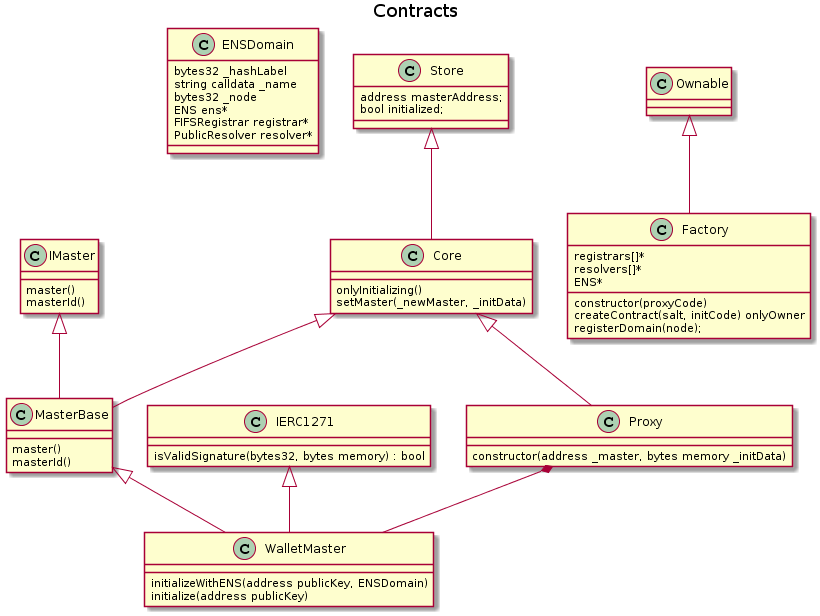 Contracts
C ENSDomain
bytes32 _hashLabel
string calldata _name
bytes32 _node
ENS ens*
FIFSRegistrar registrar*
PublicResolver resolver*
C Store
address masterAddress;
bool initialized;
C Ownable
C IMaster
master()
masterId()
C Core
onlyInitializing()
setMaster(_newMaster, _initData)
C Factory
registrars[]*
resolvers[]*
ENS*
constructor(proxyCode)
createContract(salt, initCode) onlyOwner
registerDomain(node);
C MasterBase
master()
masterId()
C IERC1271
isValidSignature(bytes32, bytes memory) : bool
C Proxy
constructor(address _master, bytes memory _initData)
C WalletMaster
initializeWithENS(address publicKey, ENSDomain)
initialize(address publicKey)